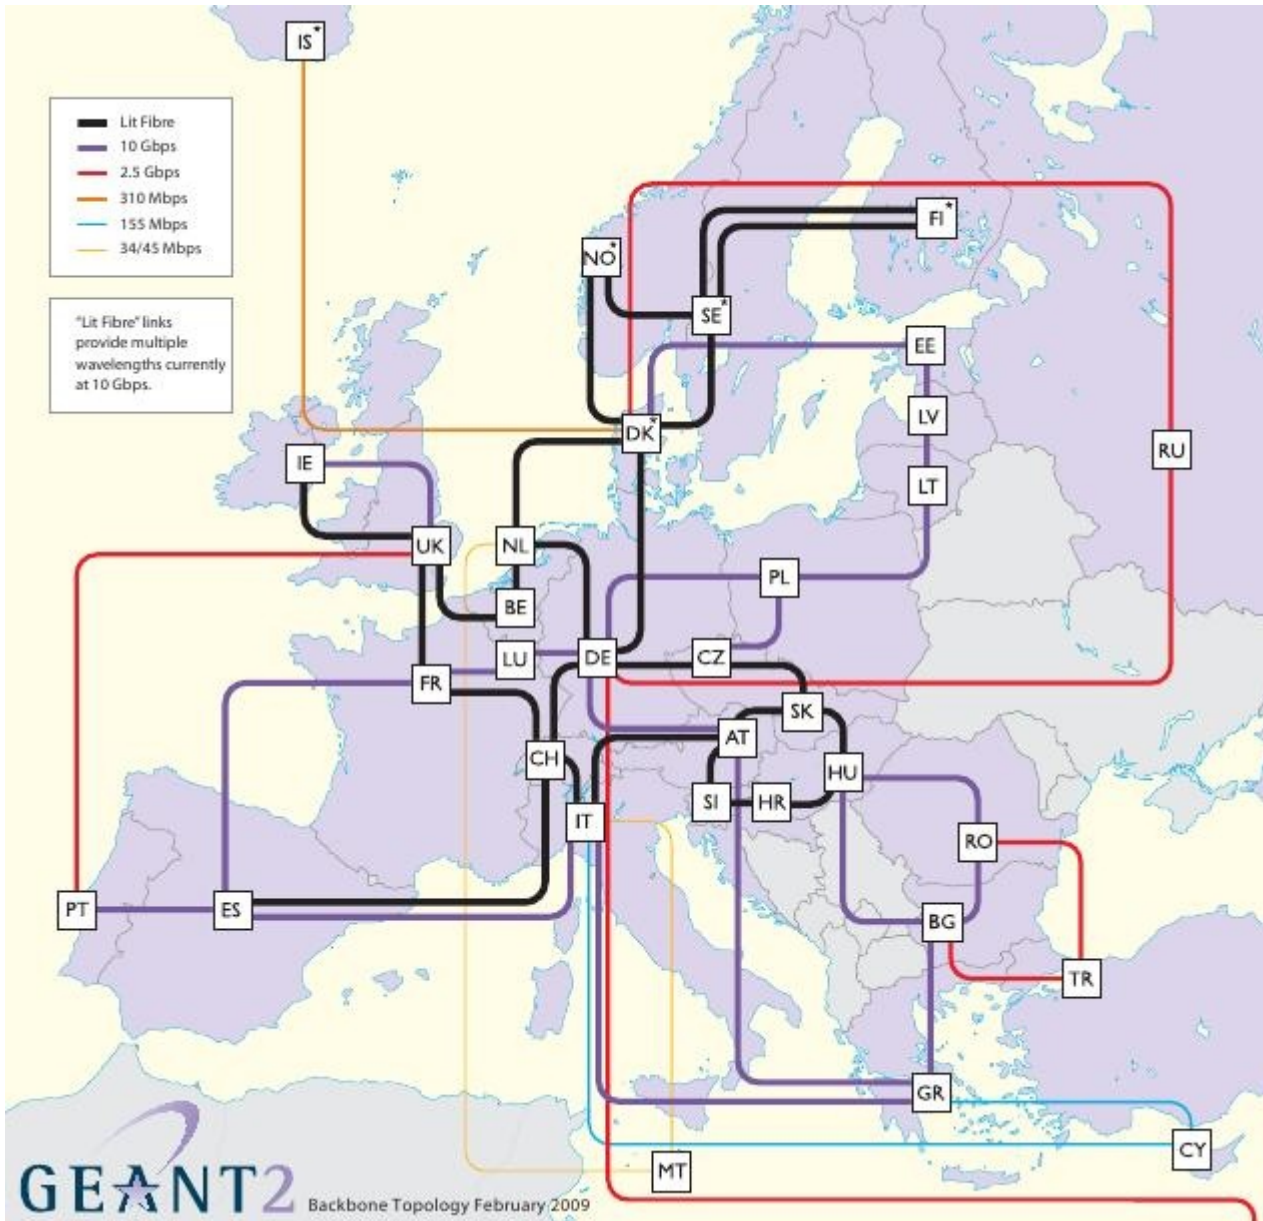 IS*
Lit Fibre
10 Gbps
2.5 Gbps
310 Mbps
155 Mbps
34/45 Mbps
"Lit Fibre" links
provide multiple
wavelengths currently
at 10 Gbps.
FI*
NO*
SE*
EE
LV
DK*
RU
IE
LT
UK
NL
PL
BE
LU
DE
CZ
FR
SK
AT
CH
HU
SI
HR
IT
RO
PT
ES
BG
TR
GR
CY
MT
GEANT2
Backbone Topology February 2009